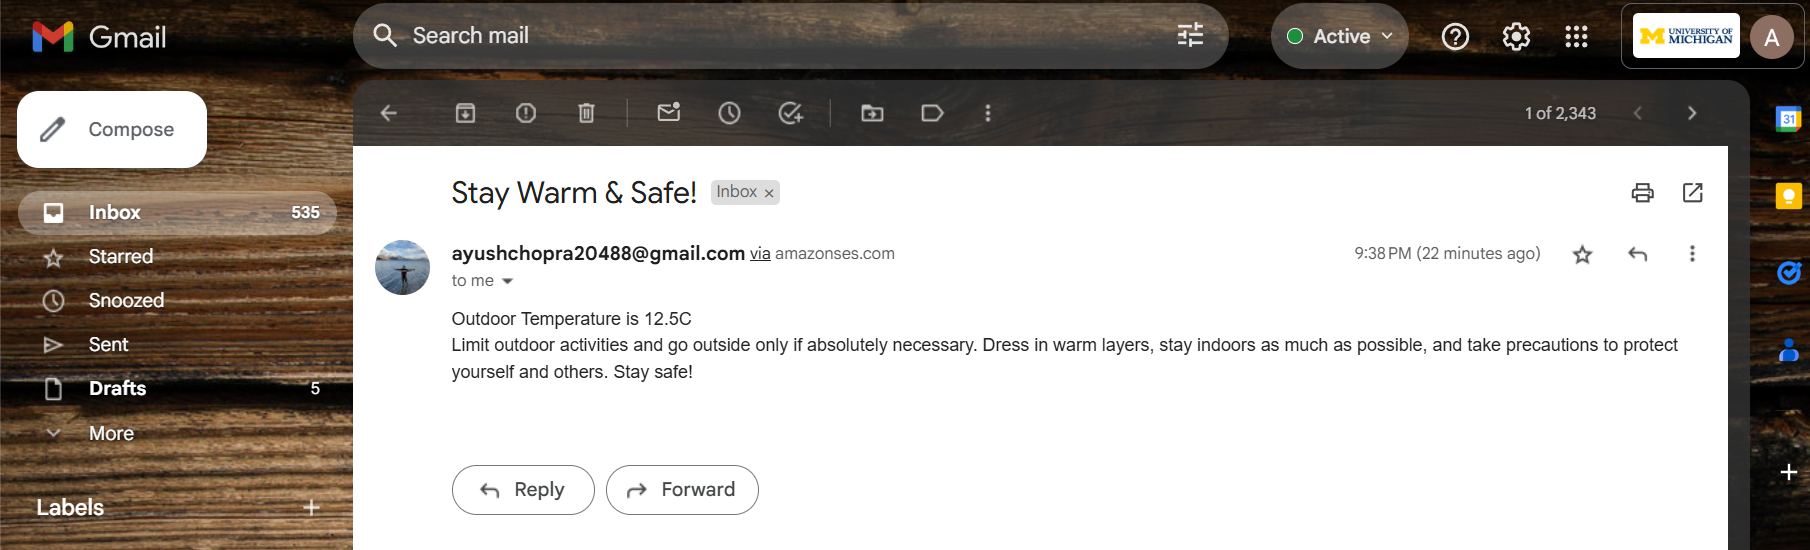 Gmail
Search mail
Active
UNIVERSITY OF
MICHIGAN
A
Compose
1 of 2,343
31
Inbox 535
Starred
Snoozed
Sent
Drafts 5
More
Labels
Stay Warm & Safe! Inbox ×
ayushchopra20488@gmail.com via amazonses.com 9:38 PM (22 minutes ago)
to me
Outdoor Temperature is 12.5C
Limit outdoor activities and go outside only if absolutely necessary. Dress in warm layers, stay indoors as much as possible, and take precautions to protect
yourself and others. Stay safe!
Reply Forward